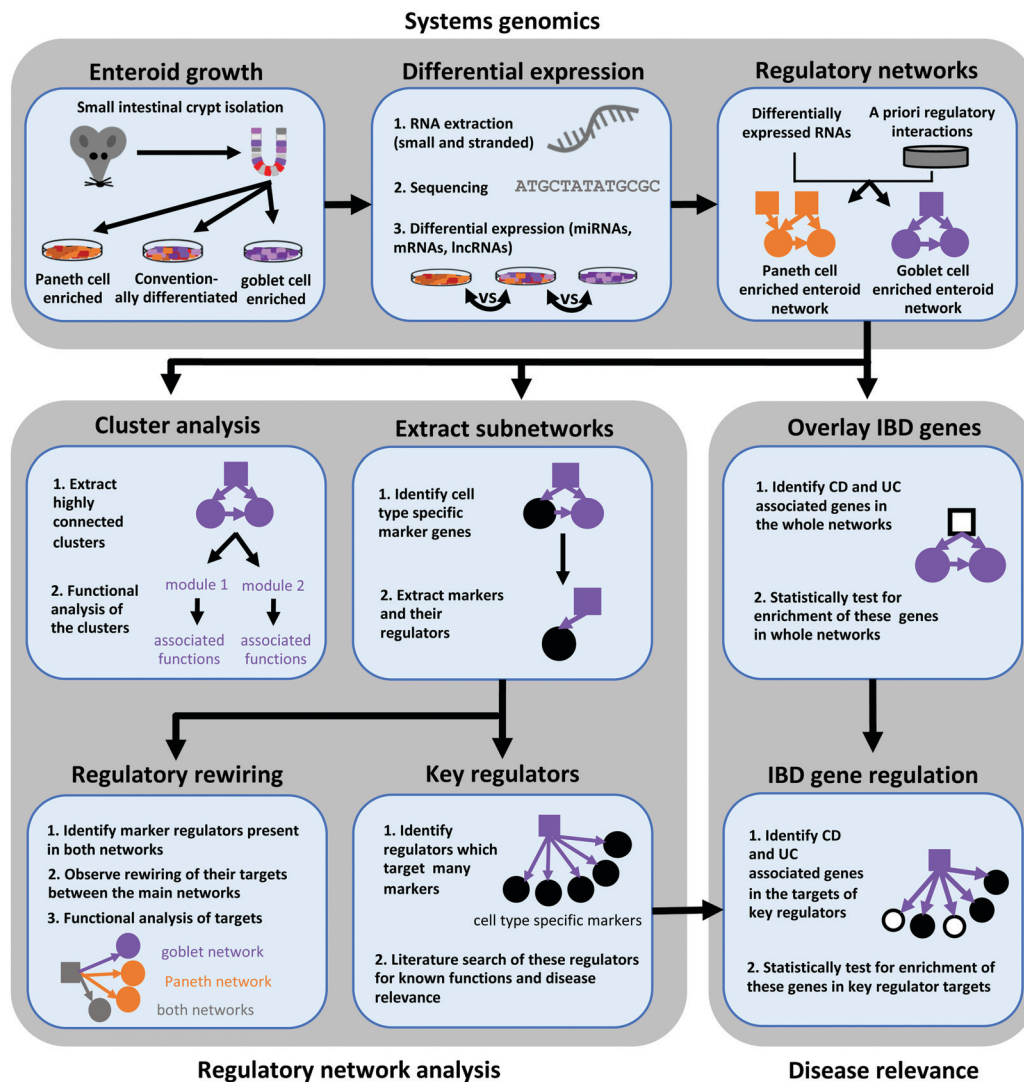 Systems genomics
Enteroid growth
Small intestinal crypt isolation
Paneth cell
enriched
Convention-
ally differentiated
goblet cell
enriched
Differential expression
1. RNA extraction
(small and stranded)
2. Sequencing
ATGCTATATGCGC
3. Differential expression (miRNAs,
mRNAs, lncRNAs)
VS
VS
Regulatory networks
Differentially
expressed RNAs
A priori regulatory
interactions
Paneth cell
enriched enteroid
network
Goblet cell
enriched enteroid
network
Cluster analysis
1. Extract
highly
connected
clusters
2. Functional
analysis of
the clusters
module 1
module 2
associated
functions
associated
functions
Extract subnetworks
1. Identify cell
type specific
marker genes
2. Extract markers
and their
regulators
Overlay IBD genes
1. Identify CD and UC
associated genes in
the whole networks
2. Statistically test for
enrichment of these genes
in whole networks
Regulatory rewiring
1. Identify marker regulators present
in both networks
2. Observe rewiring of their targets
between the main networks
3. Functional analysis of targets
goblet network
Paneth network
both networks
Key regulators
1. Identify
regulators which
target many
markers
cell type specific markers
2. Literature search of these regulators
for known functions and disease
relevance
IBD gene regulation
1. Identify CD
and UC
associated genes
in the targets of
key regulators
2. Statistically test for enrichment of
these genes in key regulator targets
Regulatory network analysis
Disease relevance